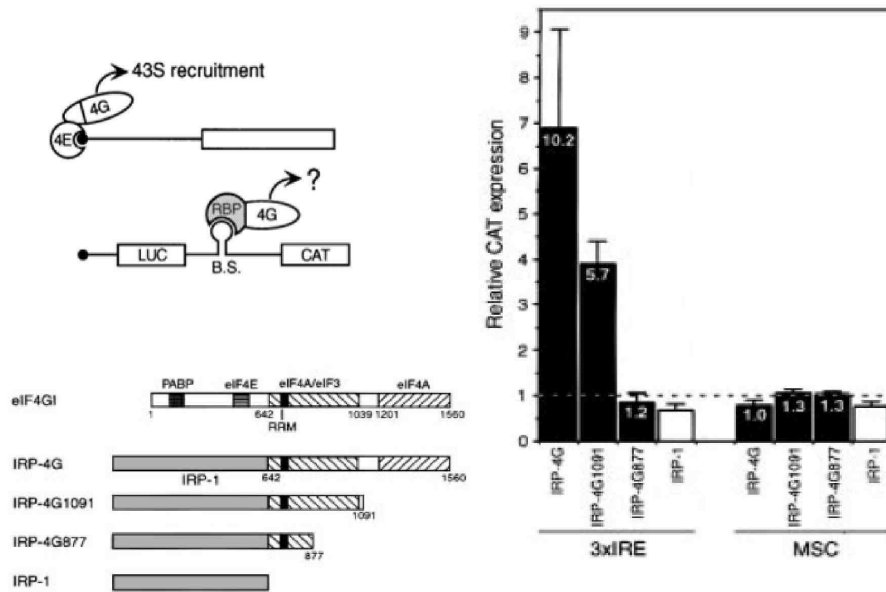 43S recruitment
4G
4E
?
RBP
4G
LUC
B.S.
CAT
PABP
eIF4E
eIF4A/eIF3
eIF4A
eIF4GI
1
642
1039
1201
1560
RRM
IRP-4G
IRP-1
642
1560
IRP-4G1091
1091
IRP-4G877
877
IRP-1
Relative CAT expression
9
8
7
6
5
4
3
2
1
0
10.2
5.7
1.2
1.0
1.3
1.3
IRP-4G
IRP-4G1091
IRP-4G877
IRP-1
IRP-4G
IRP-4G1091
IRP-4G877
IRP-1
3xIRE
MSC